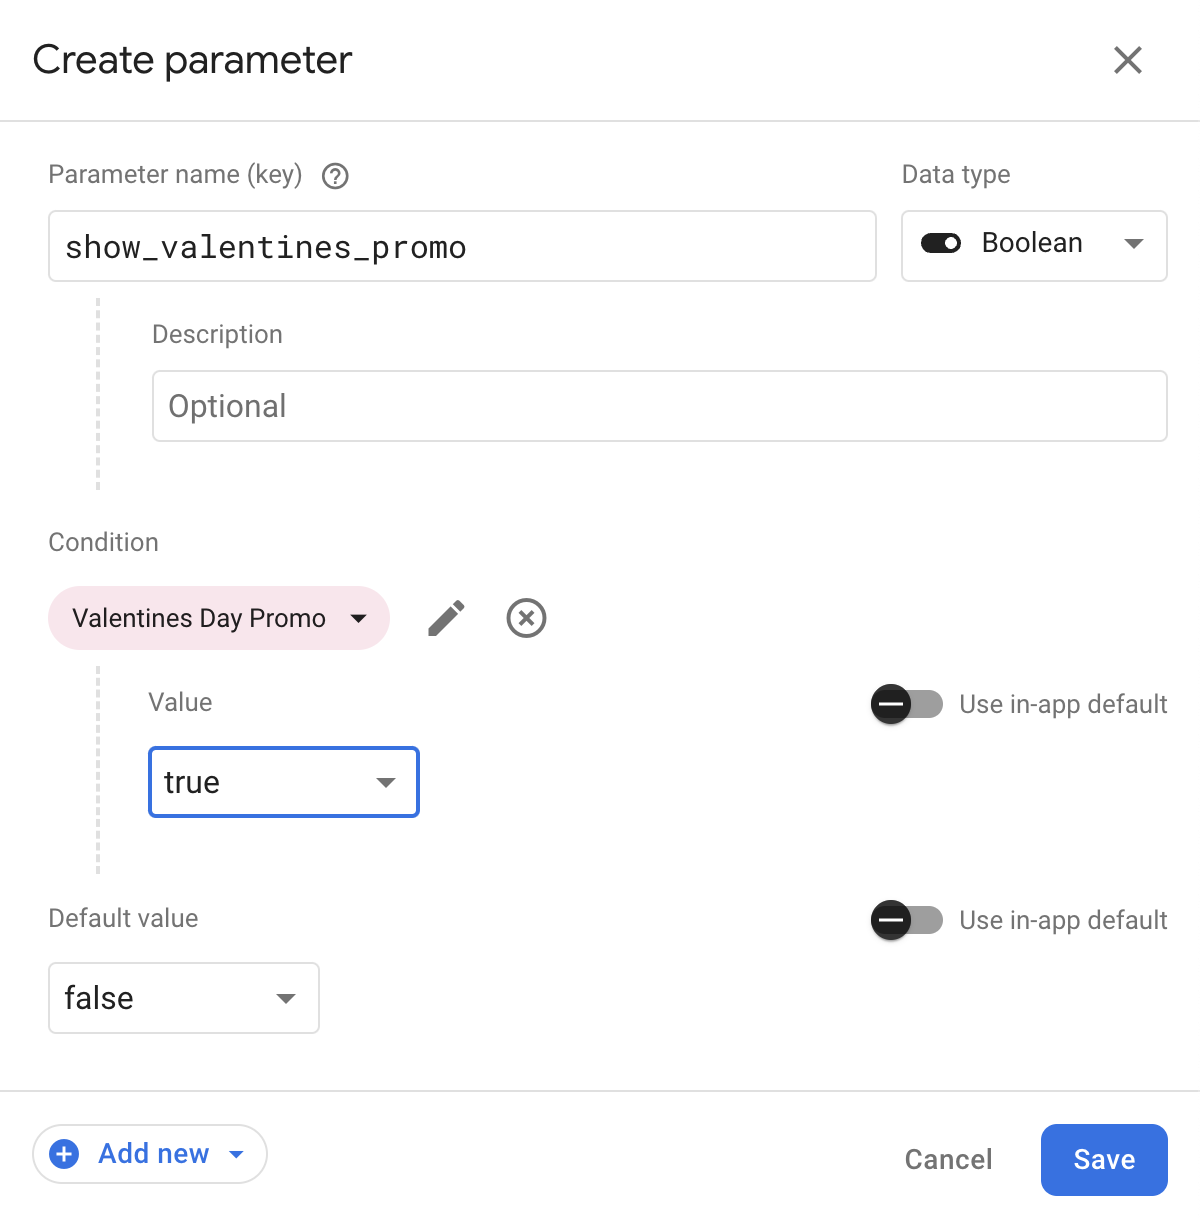 Create parameter
Parameter name (key)
Data type
show_valentines_promo
Boolean
Description
Optional
Condition
Valentines Day Promo
Value
Use in-app default
true
Default value
Use in-app default
false
Add new
Cancel
Save